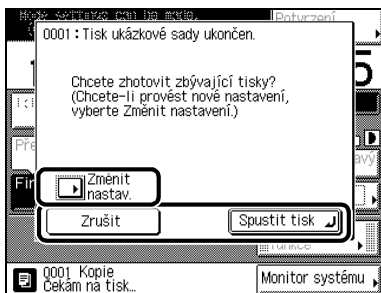 Potvrzení
0001 : Tisk ukázkové sady ukončen.
Chcete zhotovit zbývající tisky?
(Chcete-li provést nové nastavení,
vyberte Změnit nastavení.)
Změnit
nastav.
Zrušit
Spustit tisk
0001 Kopie
Čekám na tisk...
Monitor systému